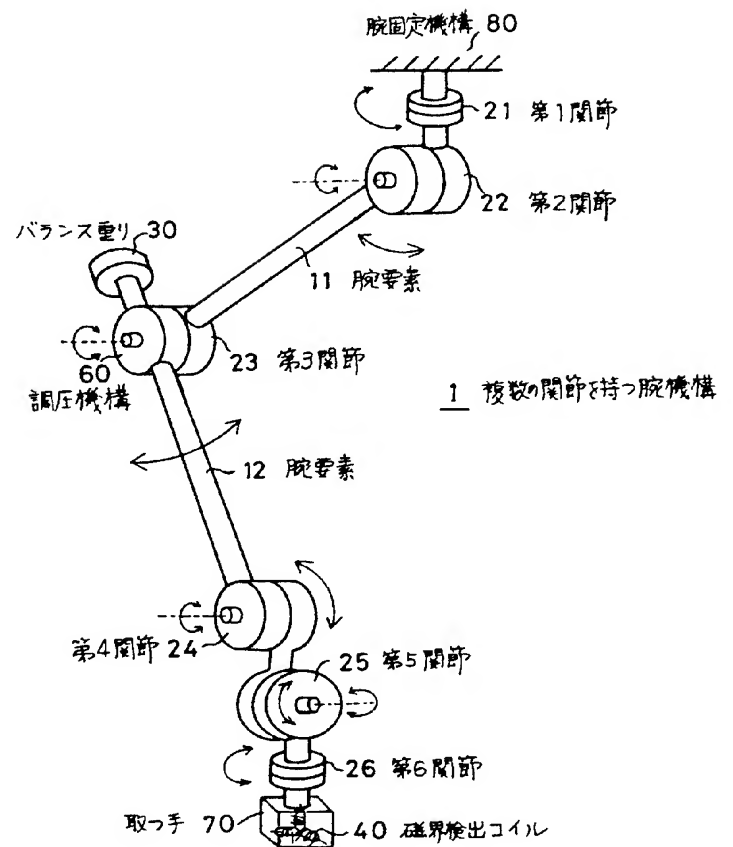 腕固定機構 80
21 第1関節
22 第2関節
バランス重り 30
11 腕要素
23 第3関節
60
調圧機構
1 複数の関節を持つ腕機構
12 腕要素
第4関節 24
25 第5関節
26 第6関節
取っ手 70
40 磁界検出コイル